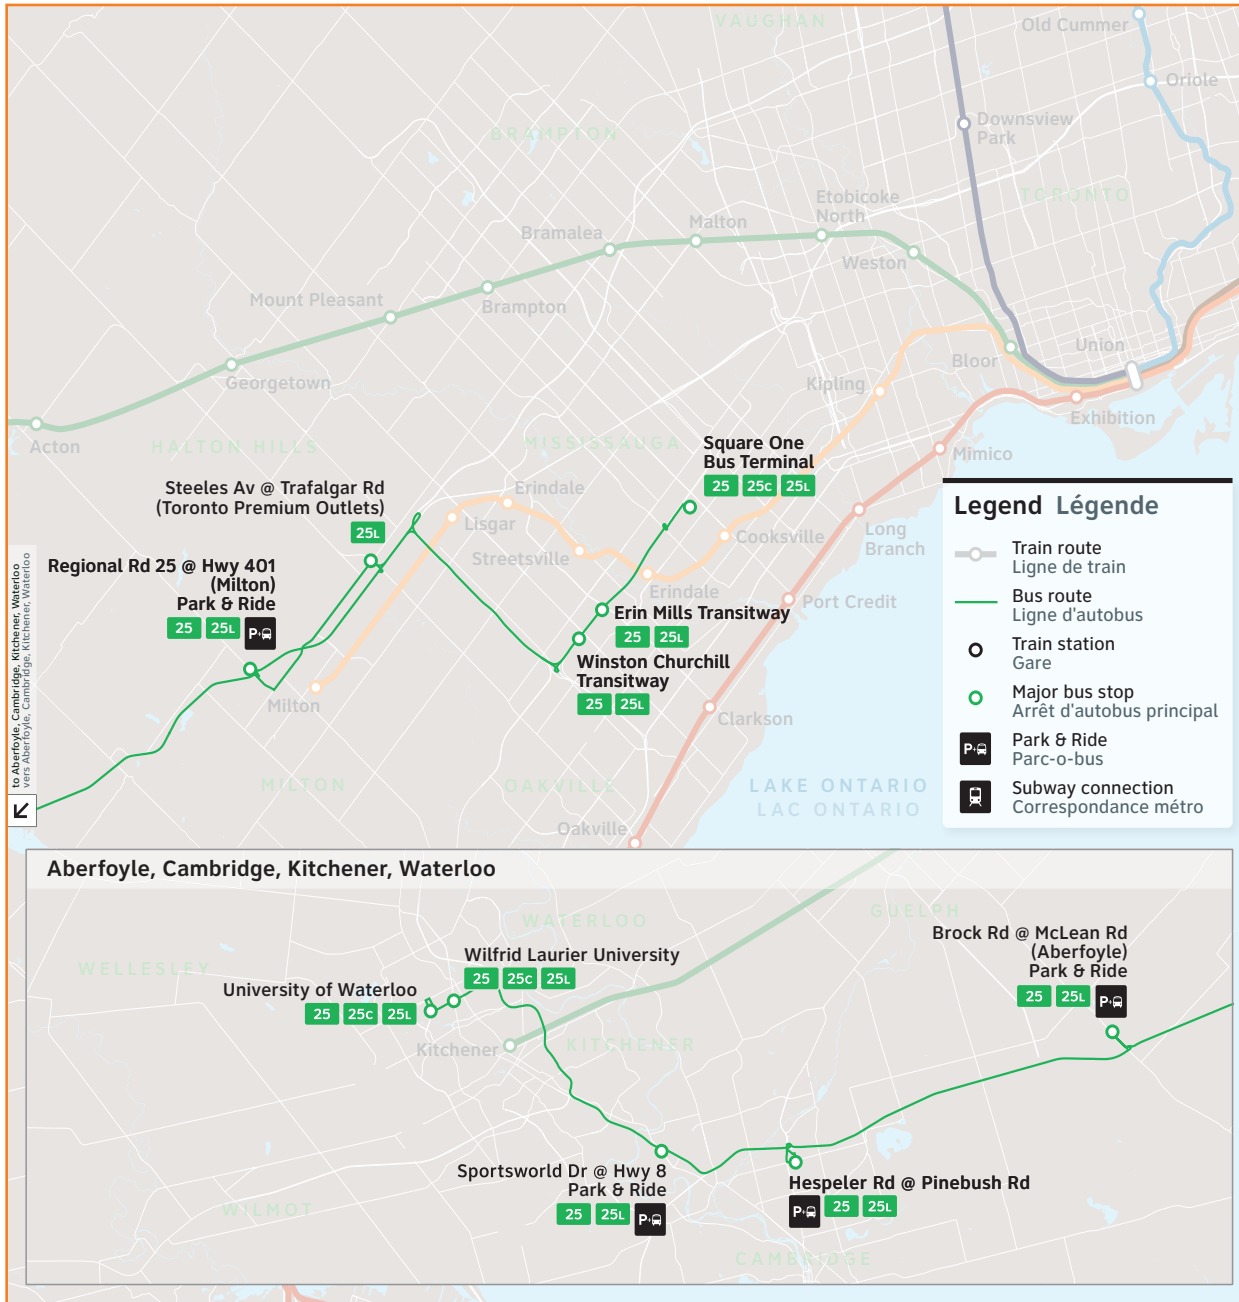 VAUGHAN
Old Cummer
Oriole
Downsview
Park
BRAMPTON
TORONTO
Etobicoke
North
Malton
Bramalea
Weston
Mount Pleasant
Brampton
Union
Bloor
Georgetown
Kipling
Exhibition
Acton
HALTON HILLS
MISSISSAUGA
Mimico
Square One
Bus Terminal
25 25C 25L
Steeles Av @ Trafalgar Rd
(Toronto Premium Outlets)
25L
Erindale
Lisgar
Streetsville
Cooksville
Long
Branch
Erindale
Port Credit
Regional Rd 25 @ Hwy 401
(Milton)
Park & Ride
25 25L P
Erin Mills Transitway
25 25L
Winston Churchill
Transitway
25 25L
Milton
Clarkson
to Aberfoyle, Cambridge, Kitchener, Waterloo
vers Aberfoyle, Cambridge, Kitchener, Waterloo
MILTON
OAKVILLE
LAKE ONTARIO
LAC ONTARIO
Oakville
Legend Légende
Train route
Ligne de train
Bus route
Ligne d'autobus
Train station
Gare
Major bus stop
Arrêt d'autobus principal
P Park & Ride
Parc-o-bus
Subway connection
Correspondance métro
Aberfoyle, Cambridge, Kitchener, Waterloo
WATERLOO
GUELPH
WELLESLEY
Wilfrid Laurier University
25 25C 25L
University of Waterloo
25 25C 25L
Brock Rd @ McLean Rd
(Aberfoyle)
Park & Ride
25 25L P
Kitchener
KITCHENER
Sportsworld Dr @ Hwy 8
Park & Ride
25 25L P
Hespeler Rd @ Pinebush Rd
P 25 25L
WILMOT
CAMBRIDGE